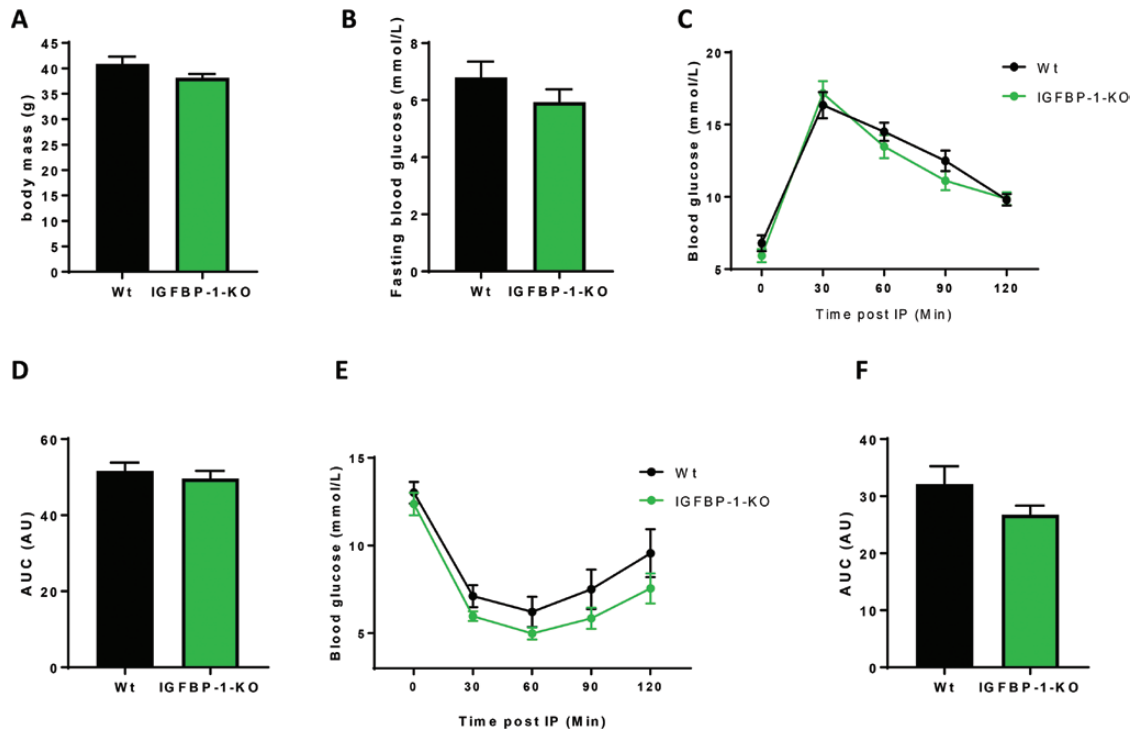 A
body mass (g)
45
40
35
30
25
20
15
10
5
0
Wt
IGFBP-1-KO
B
Fasting blood glucose (mmol/L)
8
6
4
2
0
Wt
IGFBP-1-KO
C
Blood glucose (mmol/L)
20
15
10
5
0
30
60
90
120
Time post IP (Min)
Wt
IGFBP-1-KO
D
AUC (AU)
60
40
20
0
Wt
IGFBP-1-KO
E
Blood glucose (mmol/L)
15
10
5
0
30
60
90
120
Time post IP (Min)
Wt
IGFBP-1-KO
F
AUC (AU)
40
30
20
10
0
Wt
IGFBP-1-KO